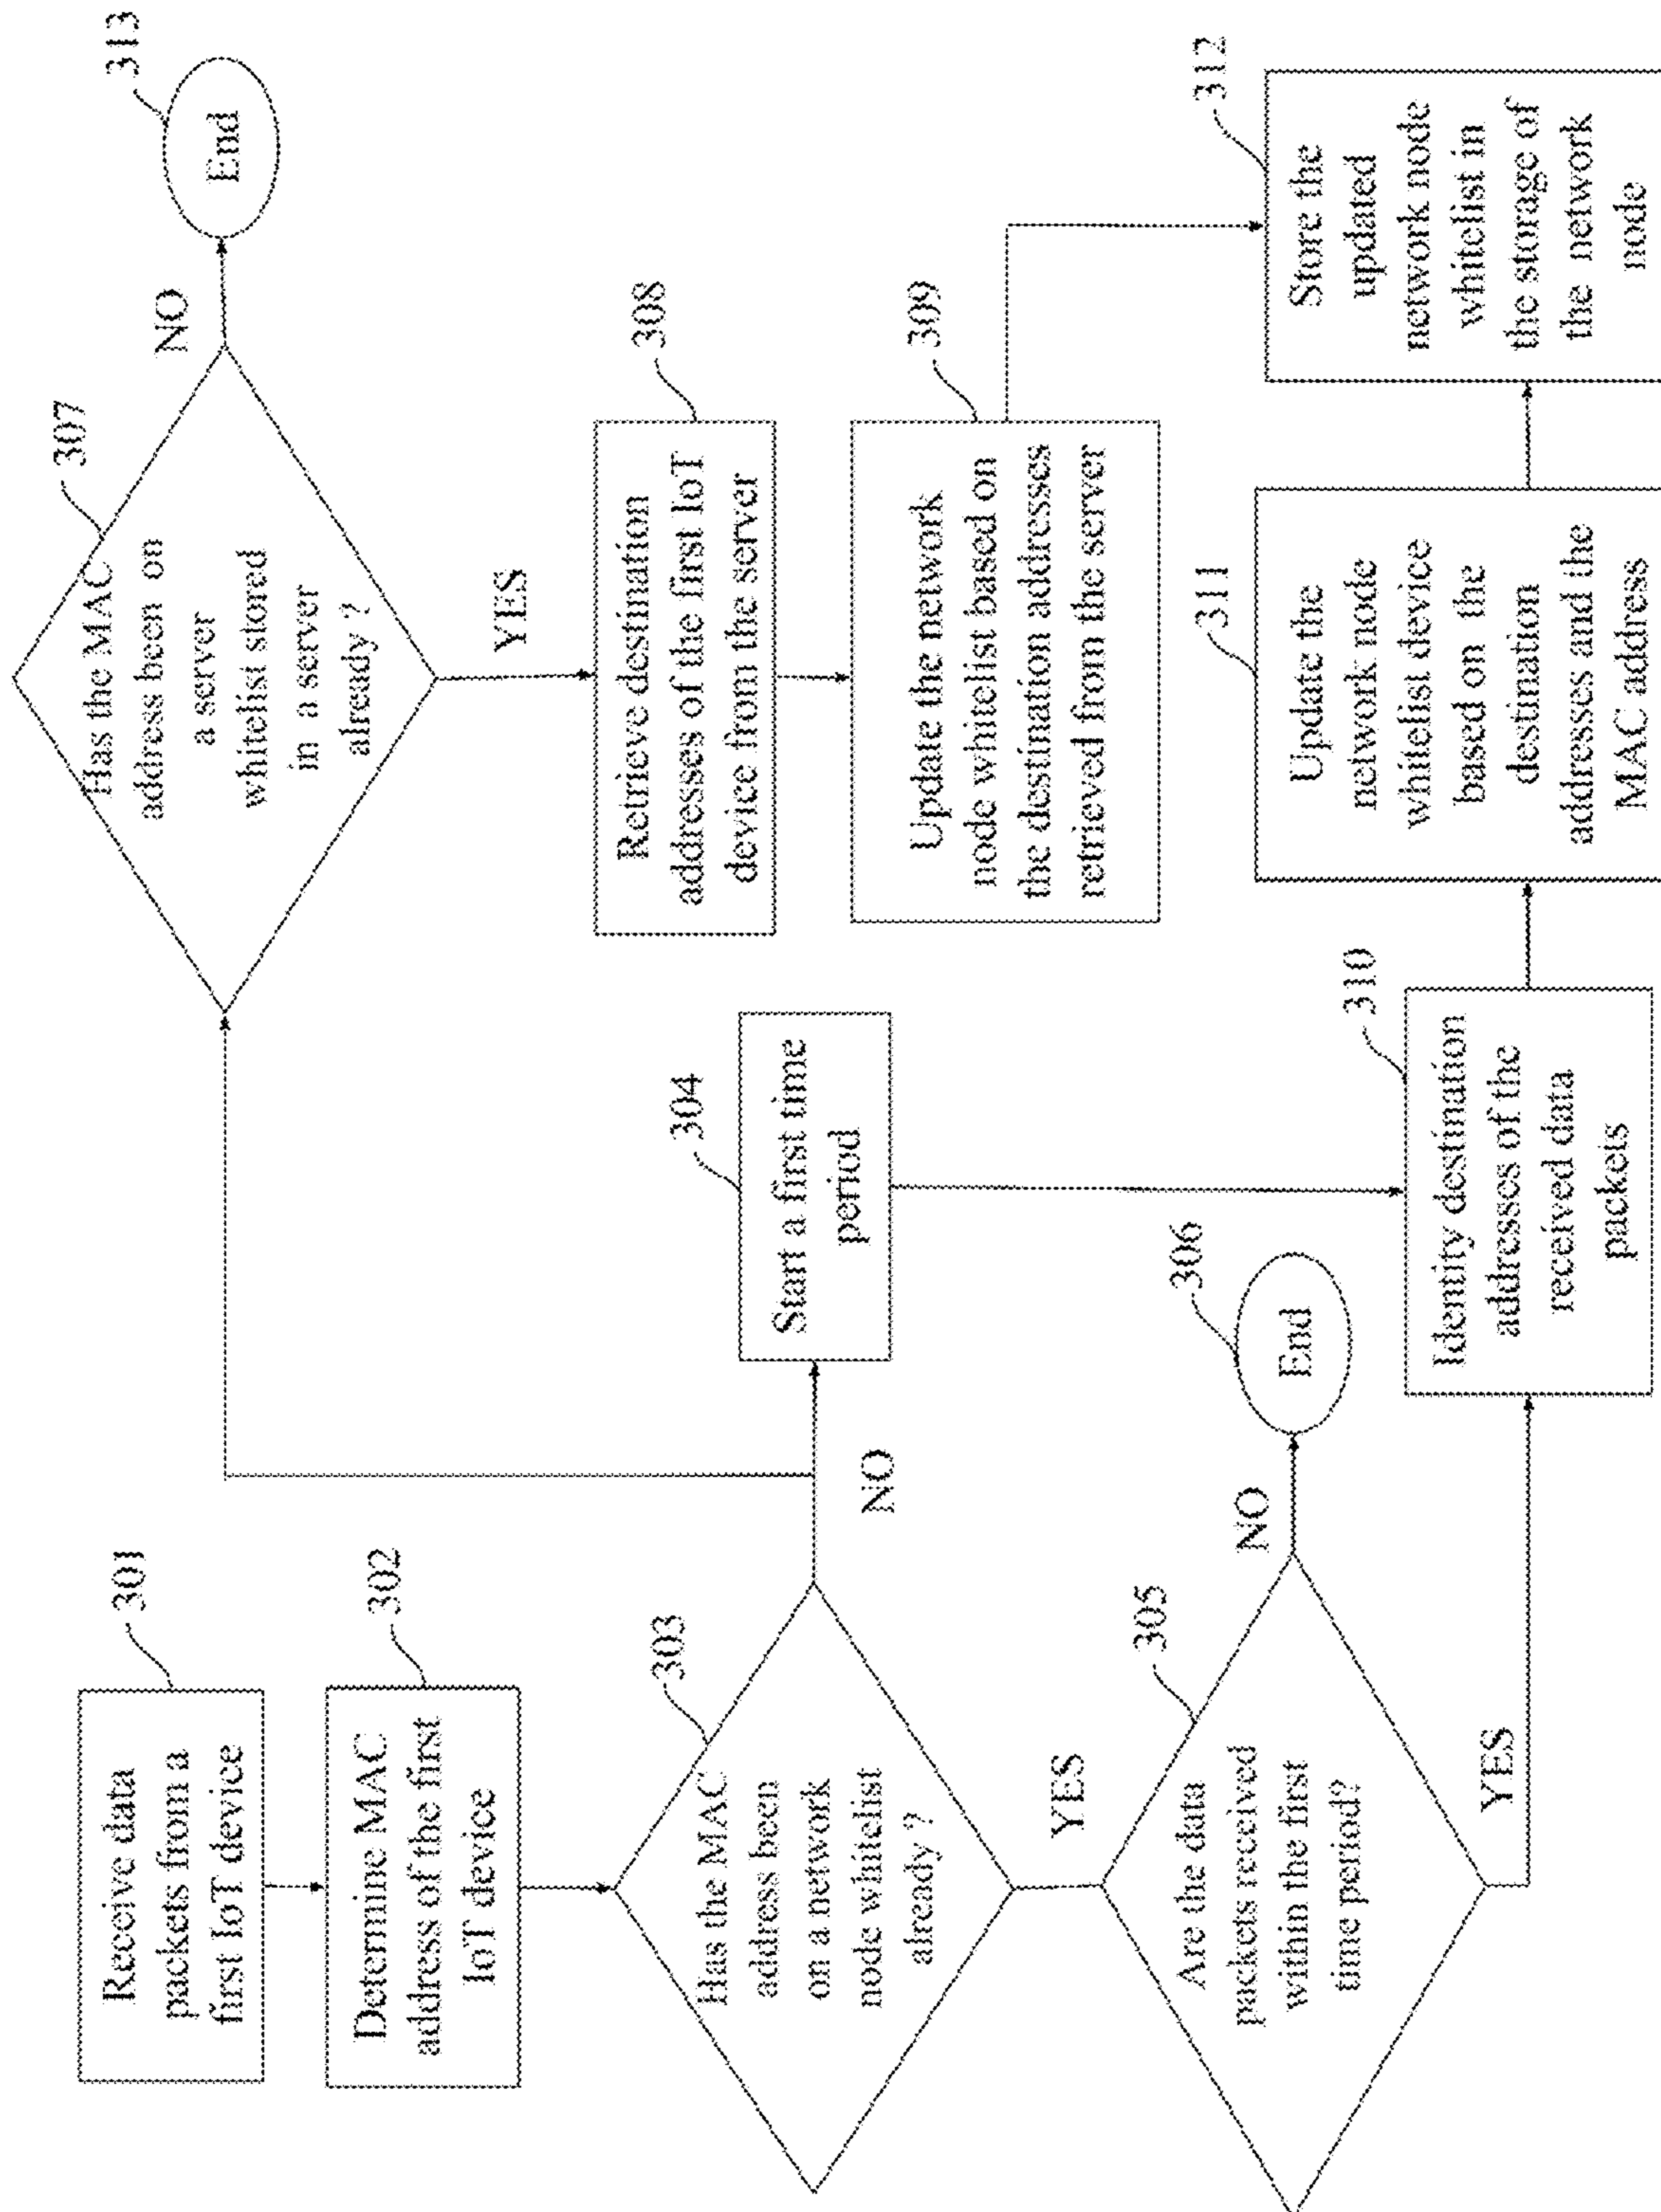 301
Receive data
packets from a
first IoT device
302
Determine MAC
address of the first
IoT device
303
Has the MAC
address been
on a network
node whitelist
already ?
NO
YES
304
Start a first time
period
305
Are the data
packets received
within the first
time period?
NO
YES
306
End
307
Has the MAC
address been on
a server
whitelist stored
in a server
already ?
NO
YES
313
End
308
Retrieve destination
addresses of the first IoT
device from the server
309
Update the network
node whitelist based on
the destination addresses
retrieved from the server
310
Identity destination
addresses of the
received data
packets
311
Update the
network node
whitelist device
based on the
destination
addresses and the
MAC address
312
Store the
updated
network node
whitelist in
the storage of
the network
node